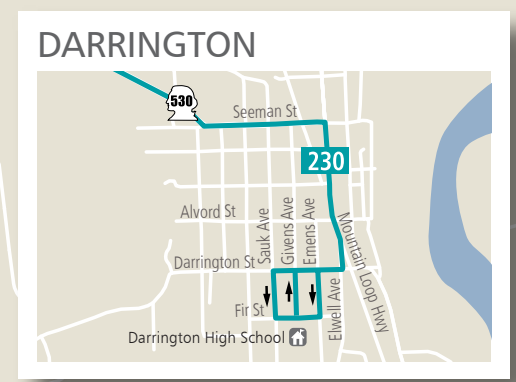 DARRINGTON
530
Seeman St
230
Alvord St
Sauk Ave
Givens Ave
Emens Ave
Mountain Loop Hwy
Darrington St
Elwell Ave
Fir St
Darrington High School